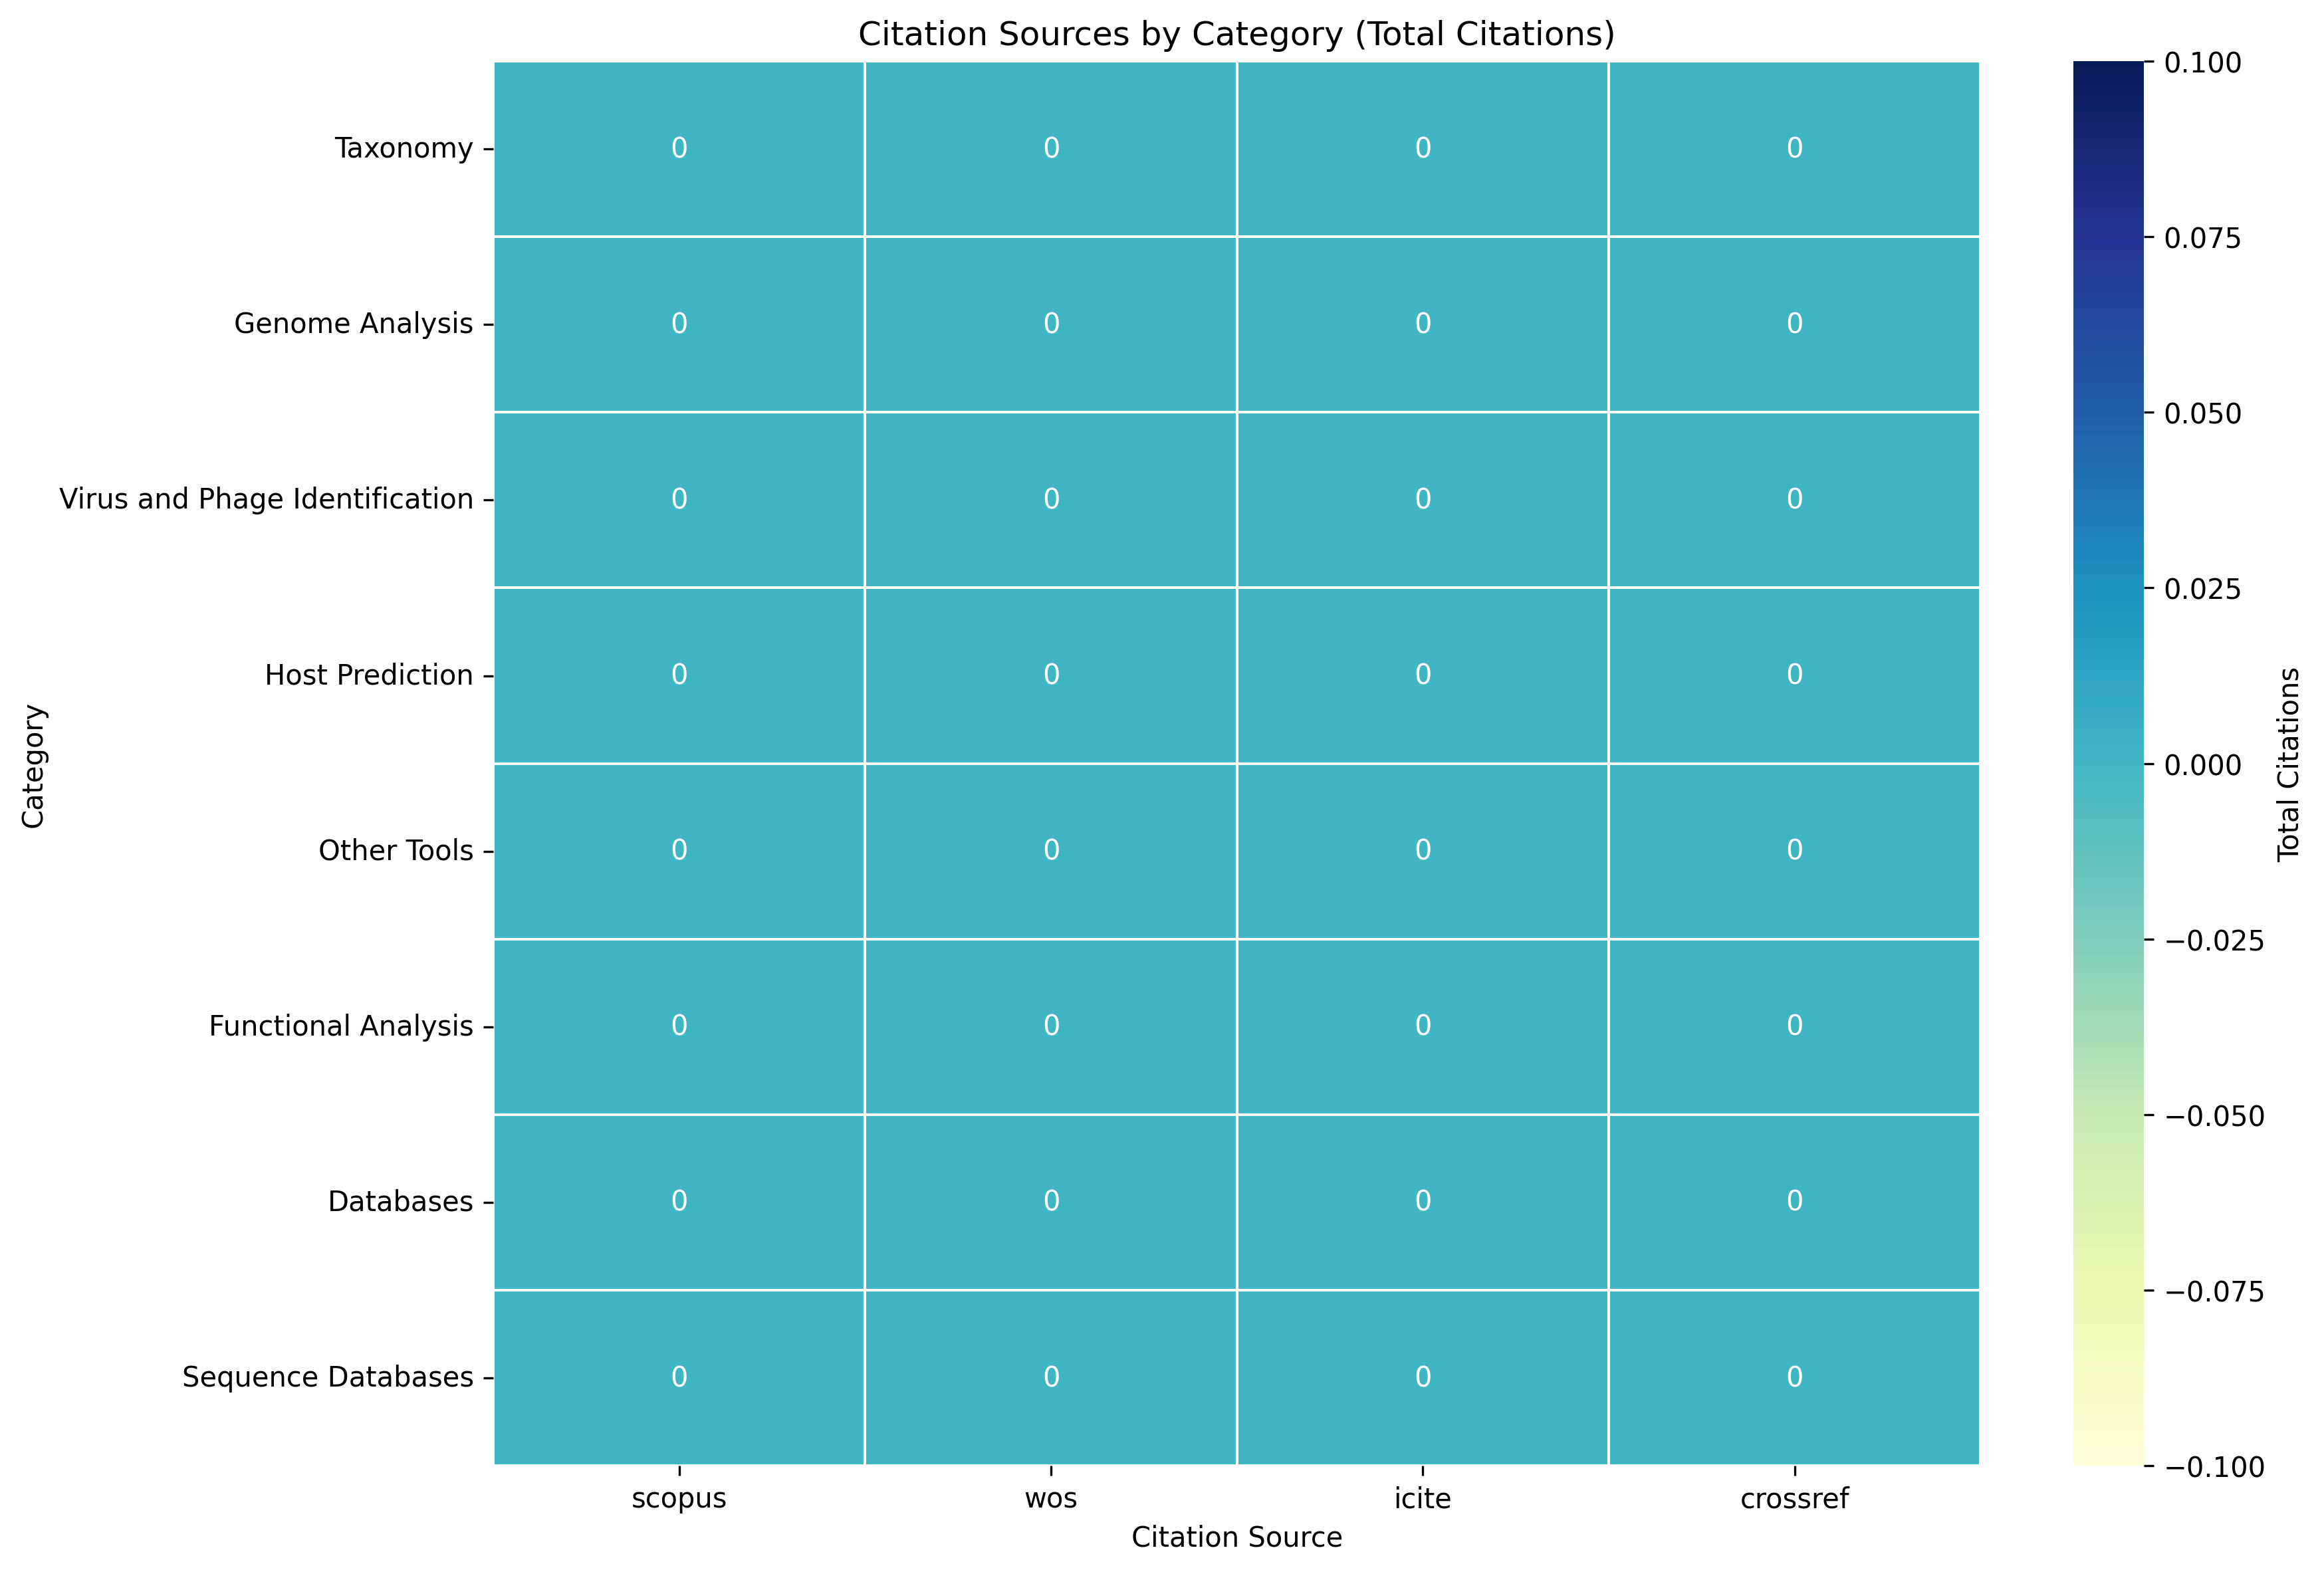 Citation Sources by Category (Total Citations)
Category
Taxonomy 0 0 0 0
Genome Analysis 0 0 0 0
Virus and Phage Identification 0 0 0 0
Host Prediction 0 0 0 0
Other Tools 0 0 0 0
Functional Analysis 0 0 0 0
Databases 0 0 0 0
Sequence Databases 0 0 0 0
scopus wos icite crossref
Citation Source
0.100
0.075
0.050
0.025
0.000
−0.025
−0.050
−0.075
−0.100
Total Citations